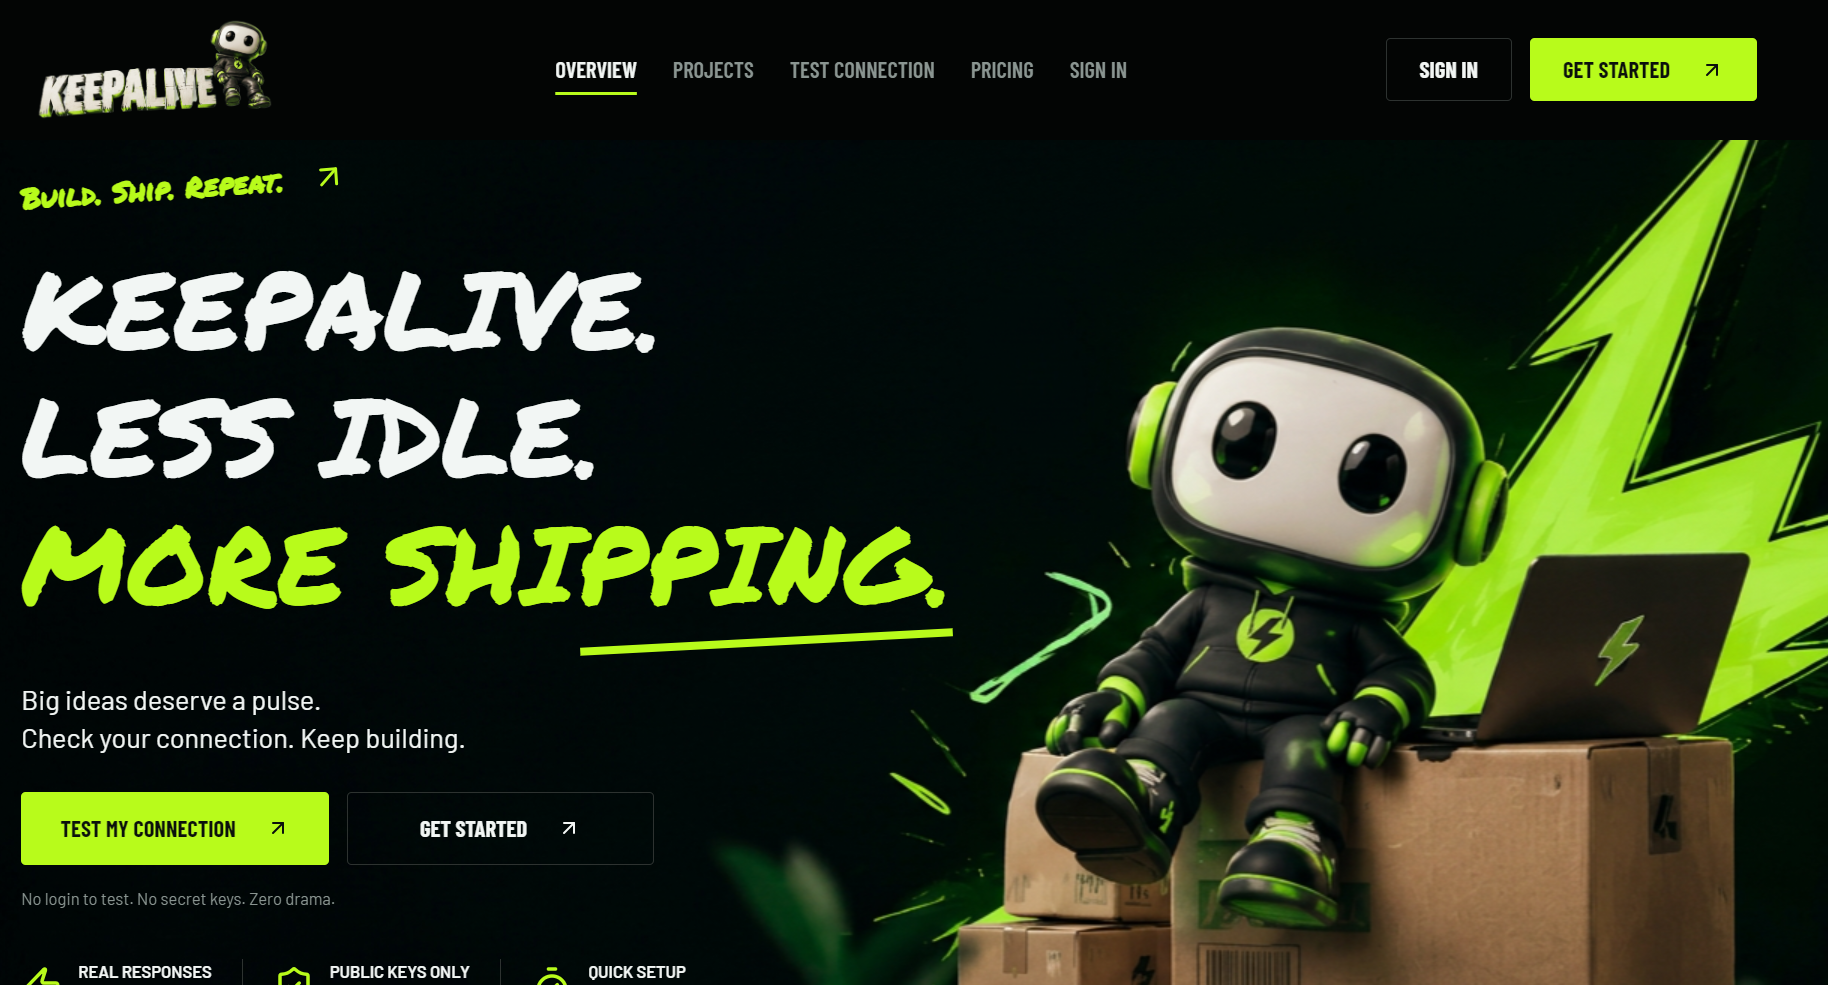 KEEPALIVE
OVERVIEW
PROJECTS
TEST CONNECTION
PRICING
SIGN IN
SIGN IN
GET STARTED
BUILD. SHIP. REPEAT.
KEEPALIVE.
LESS IDLE.
MORE SHIPPING.
Big ideas deserve a pulse.
Check your connection. Keep building.
TEST MY CONNECTION
GET STARTED
No login to test. No secret keys. Zero drama.
REAL RESPONSES
PUBLIC KEYS ONLY
QUICK SETUP